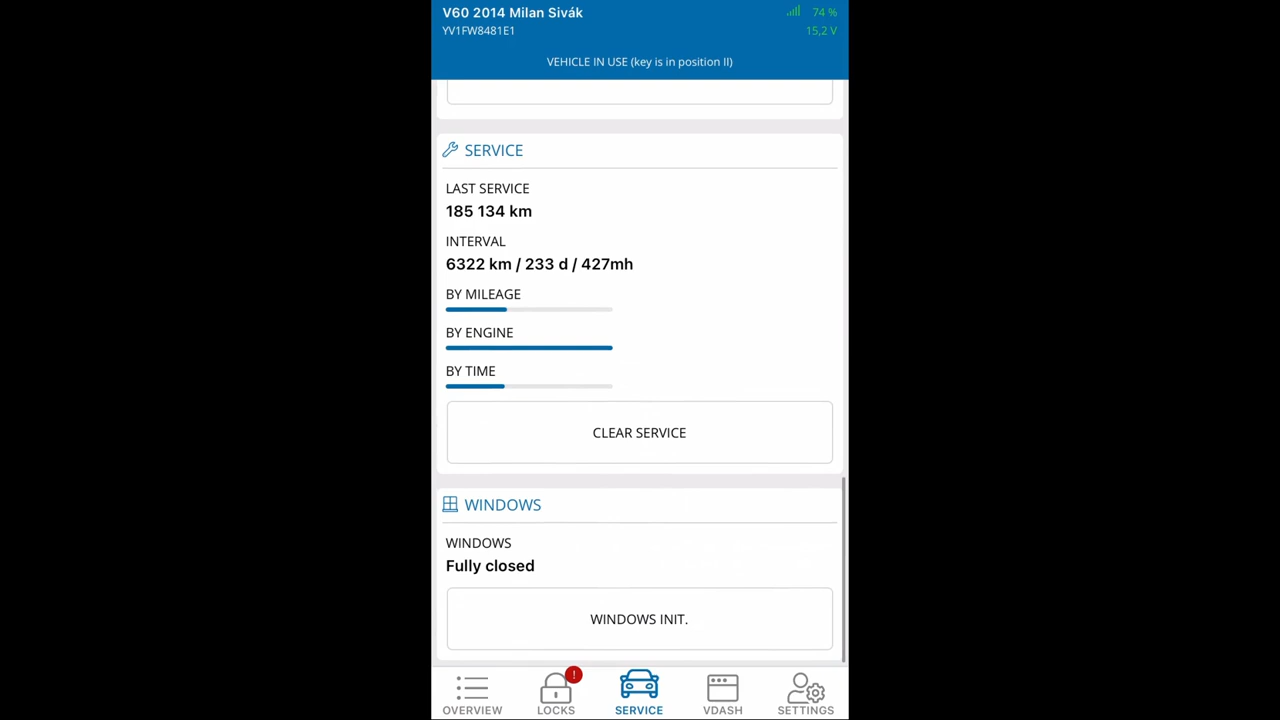 V60 2014 Milan Sivák
74 %
YV1FW8481E1
15,2 V
VEHICLE IN USE (key is in position II)
SERVICE
LAST SERVICE
185 134 km
INTERVAL
6322 km / 233 d / 427mh
BY MILEAGE
BY ENGINE
BY TIME
CLEAR SERVICE
WINDOWS
WINDOWS
Fully closed
WINDOWS INIT.
!
OVERVIEW
LOCKS
SERVICE
VDASH
SETTINGS